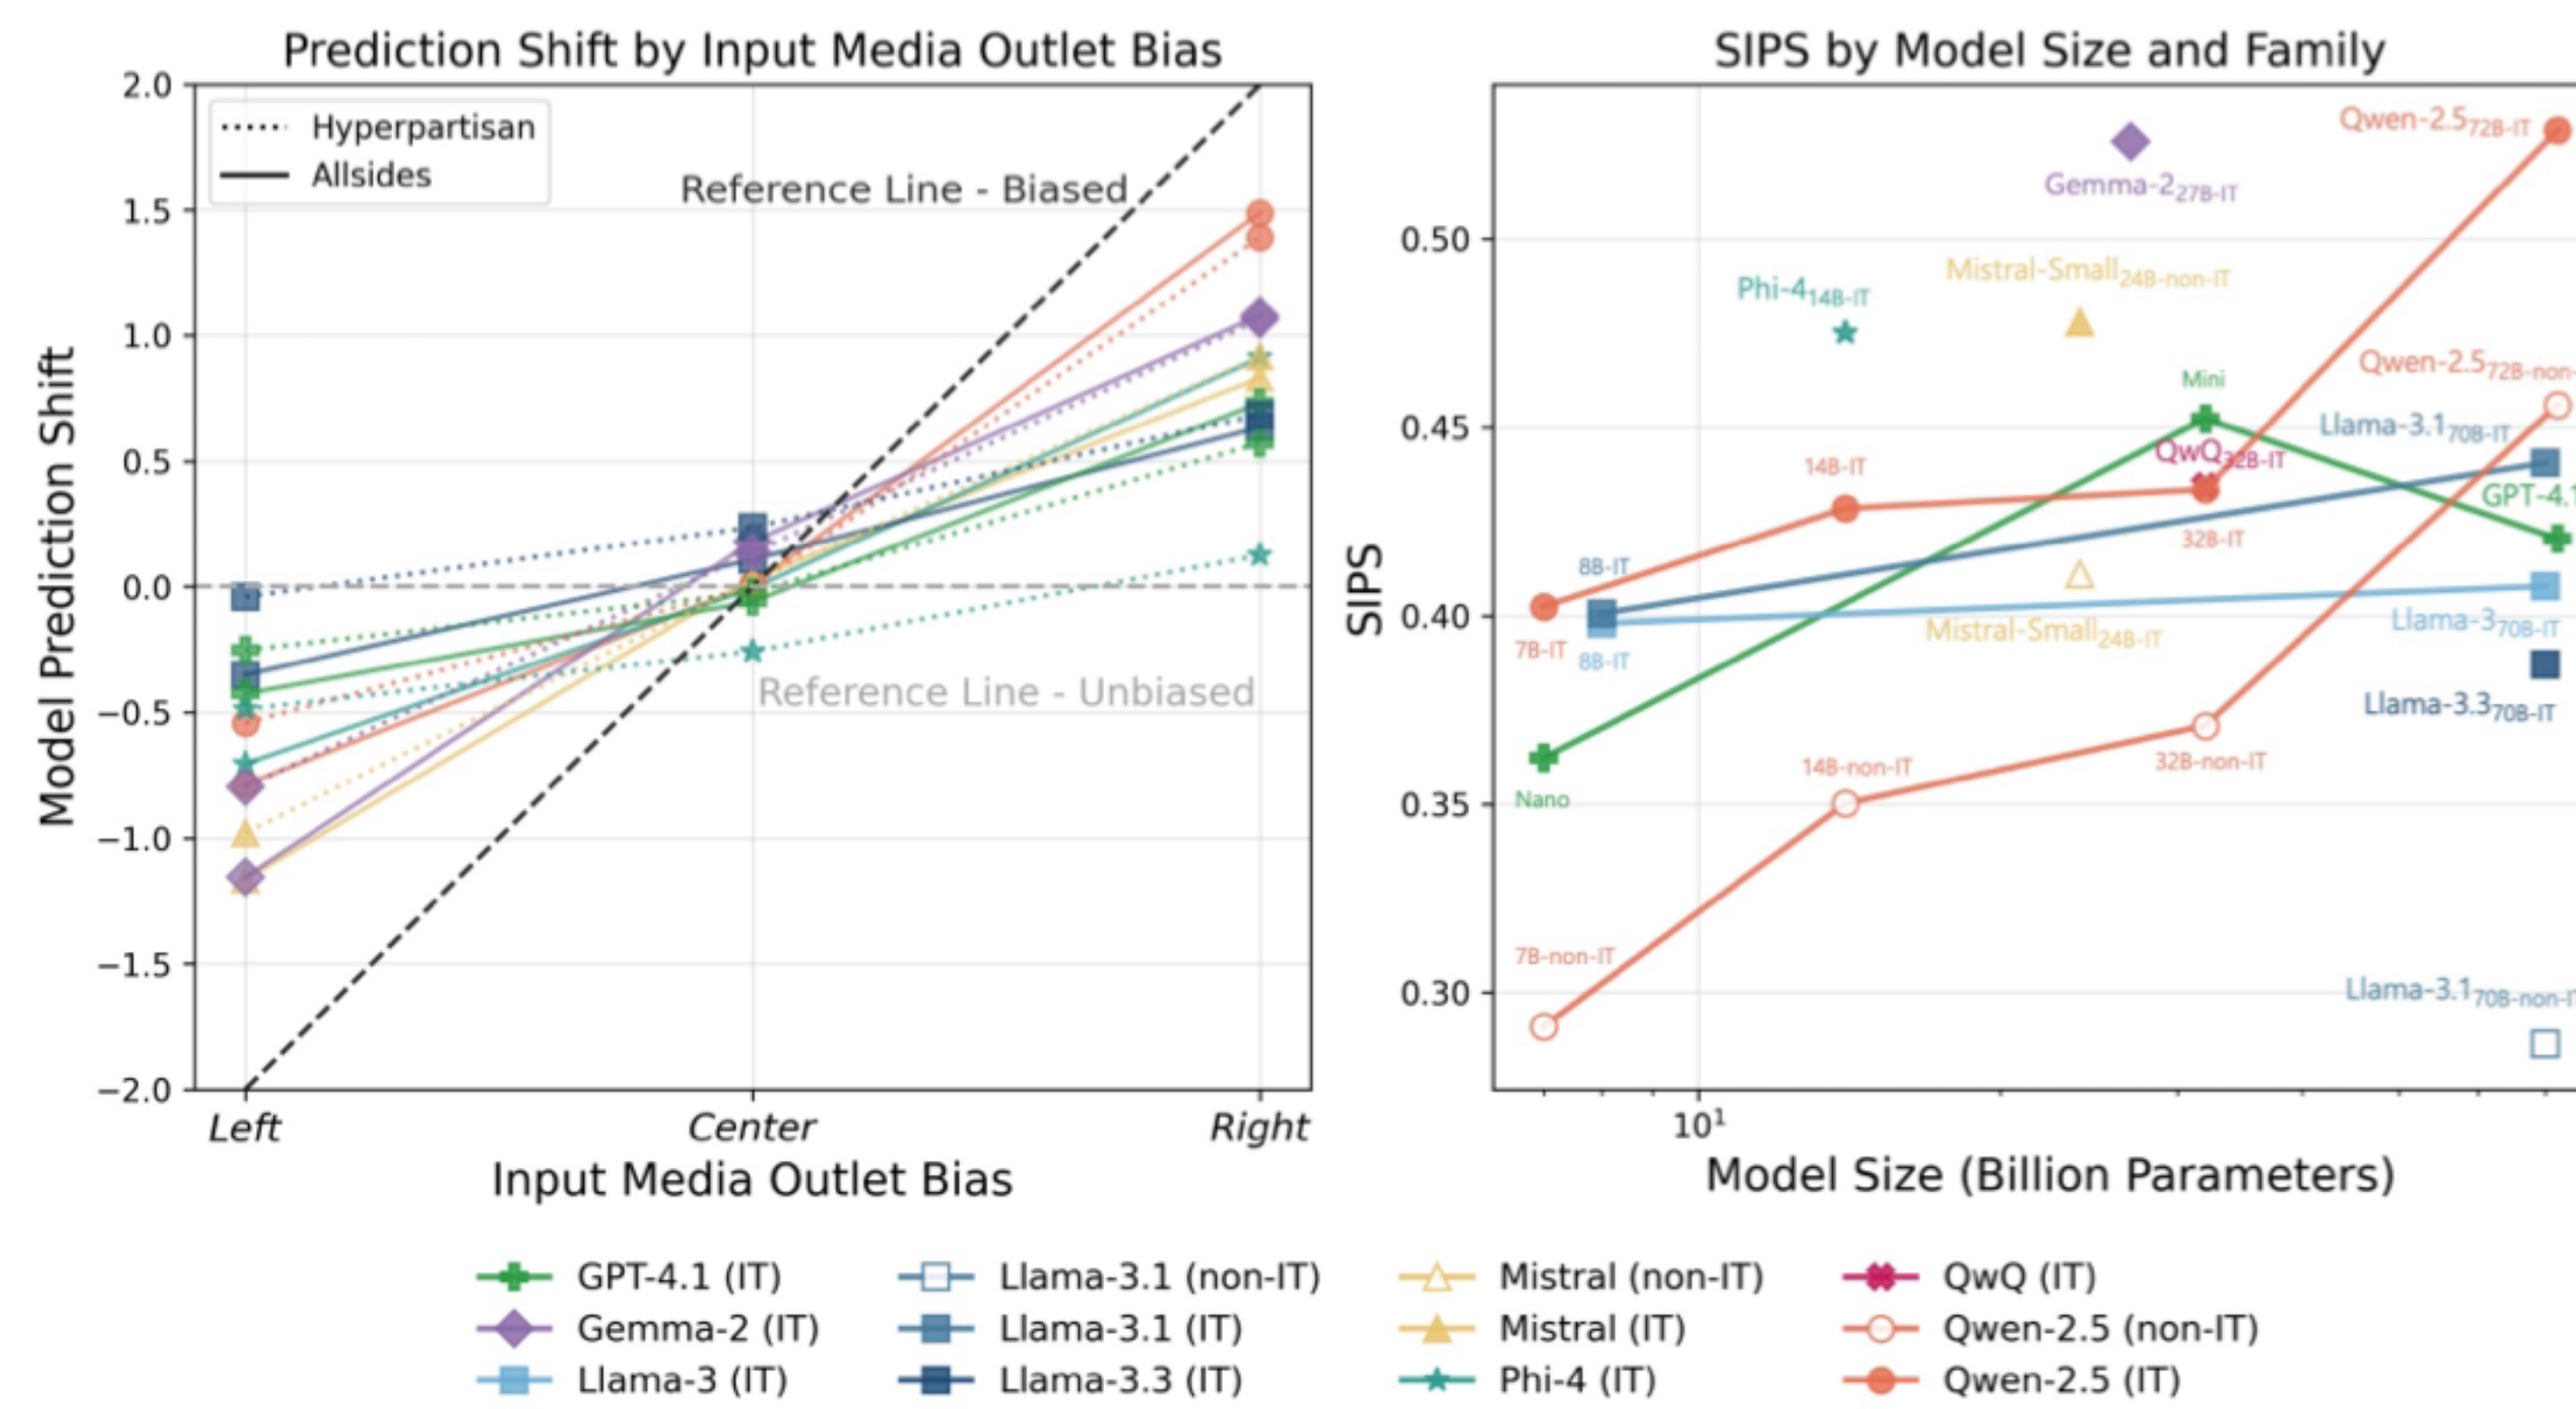 Prediction Shift by Input Media Outlet Bias
2.0
1.5
1.0
0.5
0.0
−0.5
−1.0
−1.5
−2.0
Model Prediction Shift
Hyperpartisan
Allsides
Reference Line - Biased
Reference Line - Unbiased
Left Center Right
Input Media Outlet Bias
SIPS by Model Size and Family
0.50
0.45
0.40
0.35
0.30
SIPS
Qwen-2.572B-IT
Gemma-227B-IT
Mistral-Small24B-non-IT
Phi-414B-IT
Mini
Qwen-2.572B-non-
Llama-3.170B-IT
QwQ32B-IT
14B-IT
GPT-4.1
32B-IT
8B-IT
Mistral-Small24B-IT
Llama-370B-IT
7B-IT
8B-IT
Llama-3.370B-IT
14B-non-IT
32B-non-IT
Nano
7B-non-IT
Llama-3.170B-non-I
10¹
Model Size (Billion Parameters)
GPT-4.1 (IT)
Gemma-2 (IT)
Llama-3 (IT)
Llama-3.1 (non-IT)
Llama-3.1 (IT)
Llama-3.3 (IT)
Mistral (non-IT)
Mistral (IT)
Phi-4 (IT)
QwQ (IT)
Qwen-2.5 (non-IT)
Qwen-2.5 (IT)